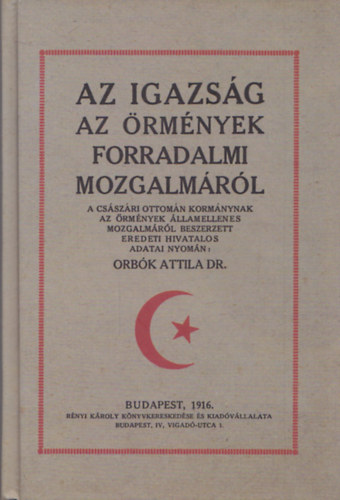 AZ IGAZSÁG
AZ ÖRMÉNYEK
FORRADALMI
MOZGALMÁRÓL
A CSÁSZÁRI OTTOMÁN KORMÁNYNAK
AZ ÖRMÉNYEK ÁLLAMELLENES
MOZGALMÁRÓL BESZERZETT
EREDETI HIVATALOS
ADATAI NYOMÁN:
ORBÓK ATTILA DR.
BUDAPEST, 1916.
RÉNYI KÁROLY KÖNYVKERESKEDÉSE ÉS KIADÓVÁLLALATA
BUDAPEST, IV, VIGADÓ-UTCA 1.